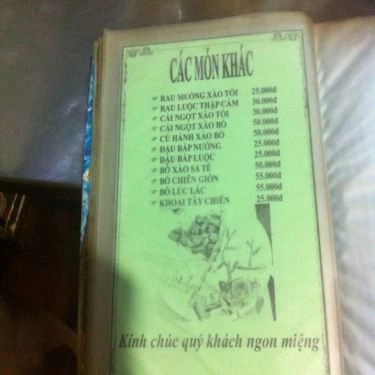 CÁC MÓN KHÁC
RAU MUỐNG XÀO TỎI 25.000đ
RAU LUỘC THẬP CẨM 30.000đ
CẢI NGỌT XÀO TỎI 30.000đ
CẢI NGỌT XÀO BÒ 50.000đ
CỦ HÀNH XÀO BÒ 50.000đ
ĐẬU BẮP NƯỚNG 25.000đ
ĐẬU BẮP LUỘC 25.000đ
BÒ XÀO SA TẾ 50.000đ
BÒ CHIÊN GIÒN 55.000đ
BÒ LÚC LẮC 55.000đ
KHOAI TÂY CHIÊN 25.000đ
Kính chúc quý khách ngon miệng